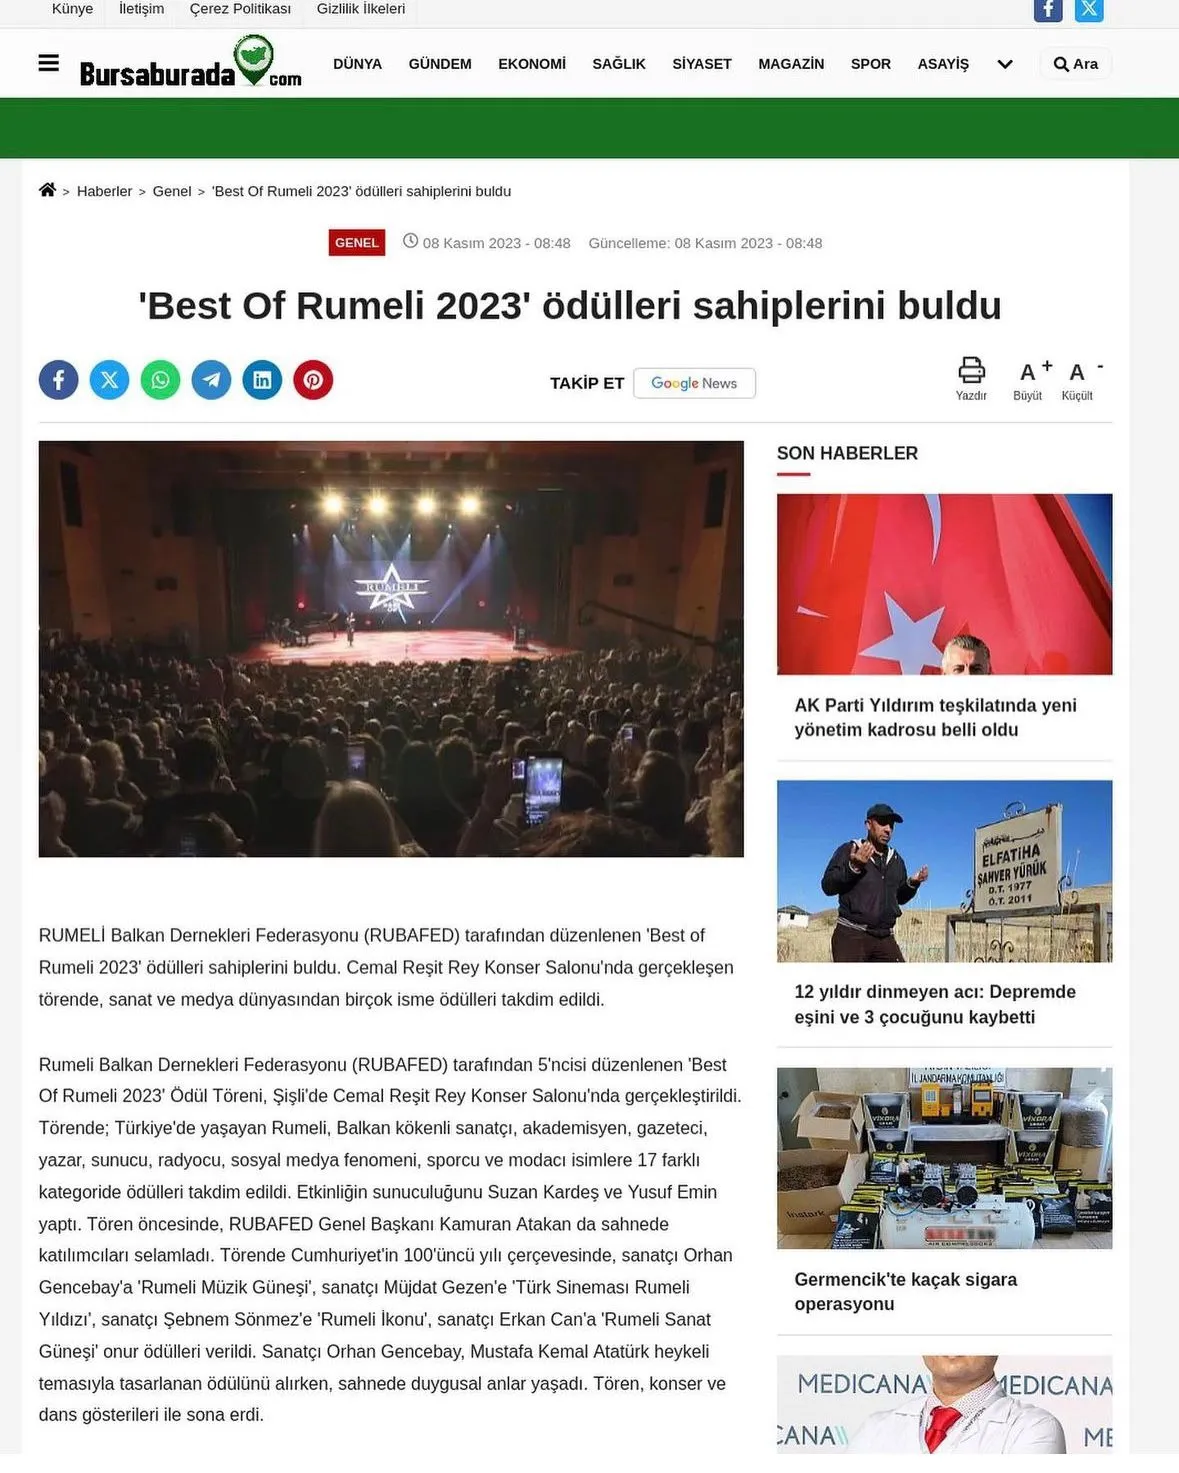 Künye İletişim Çerez Politikası Gizlilik İlkeleri
Bursaburada.com
DÜNYA GÜNDEM EKONOMİ SAĞLIK SİYASET MAGAZİN SPOR ASAYİŞ Ara
> Haberler > Genel > 'Best Of Rumeli 2023' ödülleri sahiplerini buldu
GENEL 08 Kasım 2023 - 08:48 Güncelleme: 08 Kasım 2023 - 08:48
'Best Of Rumeli 2023' ödülleri sahiplerini buldu
TAKİP ET Google News
Yazdır
A + Büyüt
A - Küçült
RUMELİ
RUMELİ Balkan Dernekleri Federasyonu (RUBAFED) tarafından düzenlenen 'Best of
Rumeli 2023' ödülleri sahiplerini buldu. Cemal Reşit Rey Konser Salonu'nda gerçekleşen
törende, sanat ve medya dünyasından birçok isme ödülleri takdim edildi.
Rumeli Balkan Dernekleri Federasyonu (RUBAFED) tarafından 5'ncisi düzenlenen 'Best
Of Rumeli 2023' Ödül Töreni, Şişli'de Cemal Reşit Rey Konser Salonu'nda gerçekleştirildi.
Törende; Türkiye'de yaşayan Rumeli, Balkan kökenli sanatçı, akademisyen, gazeteci,
yazar, sunucu, radyocu, sosyal medya fenomeni, sporcu ve modacı isimlere 17 farklı
kategoride ödülleri takdim edildi. Etkinliğin sunuculuğunu Suzan Kardeş ve Yusuf Emin
yaptı. Tören öncesinde, RUBAFED Genel Başkanı Kamuran Atakan da sahnede
katılımcıları selamladı. Törende Cumhuriyet'in 100'üncü yılı çerçevesinde, sanatçı Orhan
Gencebay'a 'Rumeli Müzik Güneşi', sanatçı Müjdat Gezen'e 'Türk Sineması Rumeli
Yıldızı', sanatçı Şebnem Sönmez'e 'Rumeli İkonu', sanatçı Erkan Can'a 'Rumeli Sanat
Güneşi' onur ödülleri verildi. Sanatçı Orhan Gencebay, Mustafa Kemal Atatürk heykeli
temasıyla tasarlanan ödülünü alırken, sahnede duygusal anlar yaşadı. Tören, konser ve
dans gösterileri ile sona erdi.
SON HABERLER
AK Parti Yıldırım teşkilatında yeni
yönetim kadrosu belli oldu
ELFATİHA
ŞAHVER YÜRÜK
D.T. 1977
Ö.T. 2011
12 yıldır dinmeyen acı: Depremde
eşini ve 3 çocuğunu kaybetti
İL JANDARMA KOMUTANLIĞI
VIXORA
VIXORA
VIXORA
VIXORA
AIR COMPRESSORS
Germencik'te kaçak sigara
operasyonu
MEDICANA
MEDICANA
CANA
ME